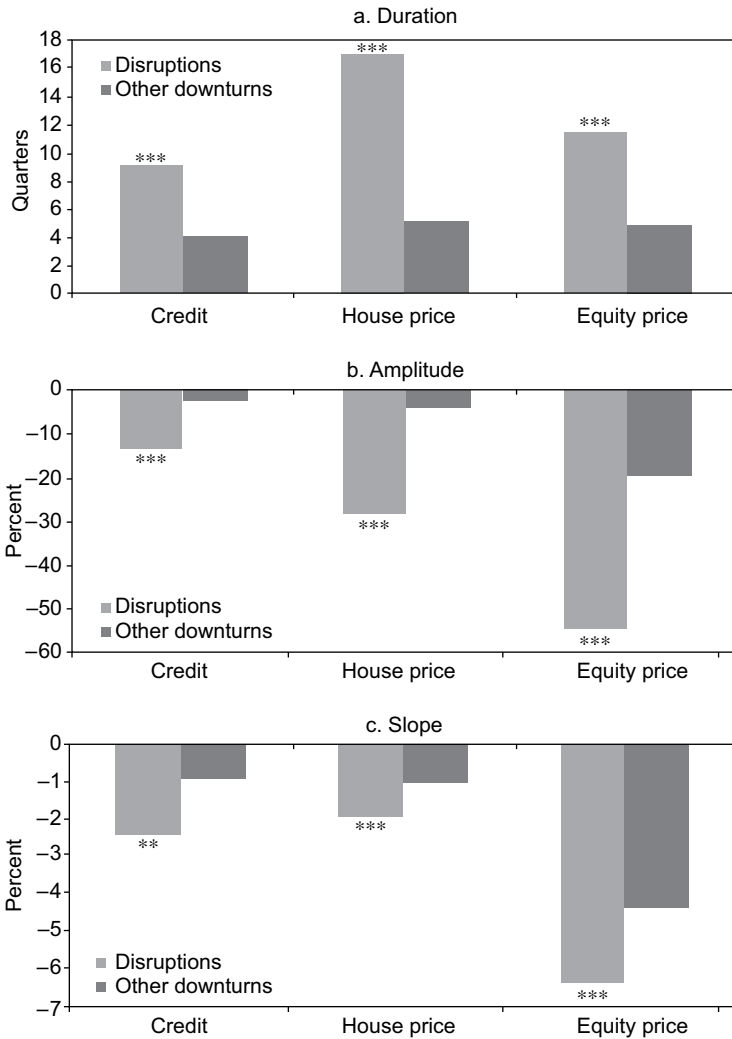 a. Duration
18
16
14
12
10
8
6
4
2
0
Quarters
Disruptions
Other downturns
***
***
***
Credit House price Equity price
b. Amplitude
0
–10
–20
–30
–40
–50
–60
Percent
***
***
***
Disruptions
Other downturns
Credit House price Equity price
c. Slope
0
–1
–2
–3
–4
–5
–6
–7
Percent
**
***
***
Disruptions
Other downturns
Credit House price Equity price